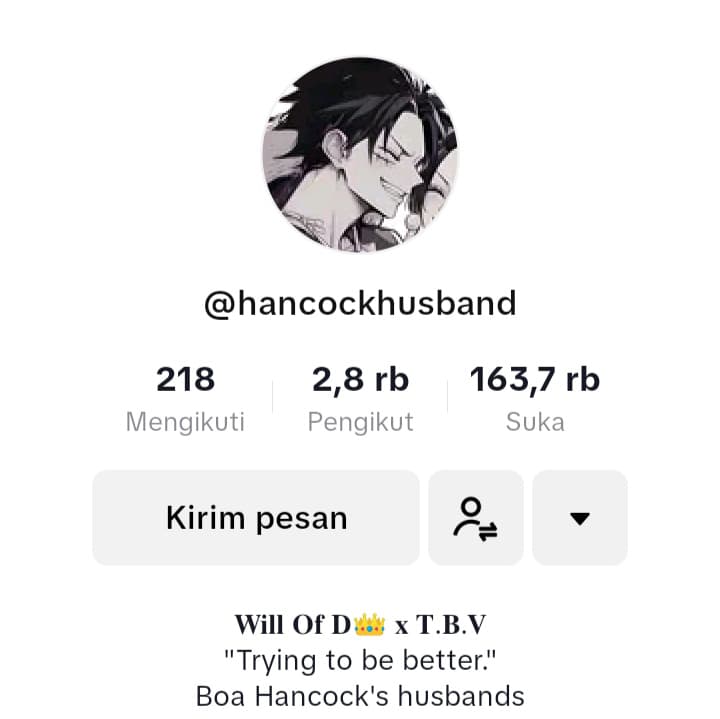 @hancockhusband
218 2,8 rb 163,7 rb
Mengikuti Pengikut Suka
Kirim pesan
Will Of D👑 x T.B.V
"Trying to be better."
Boa Hancock's husbands